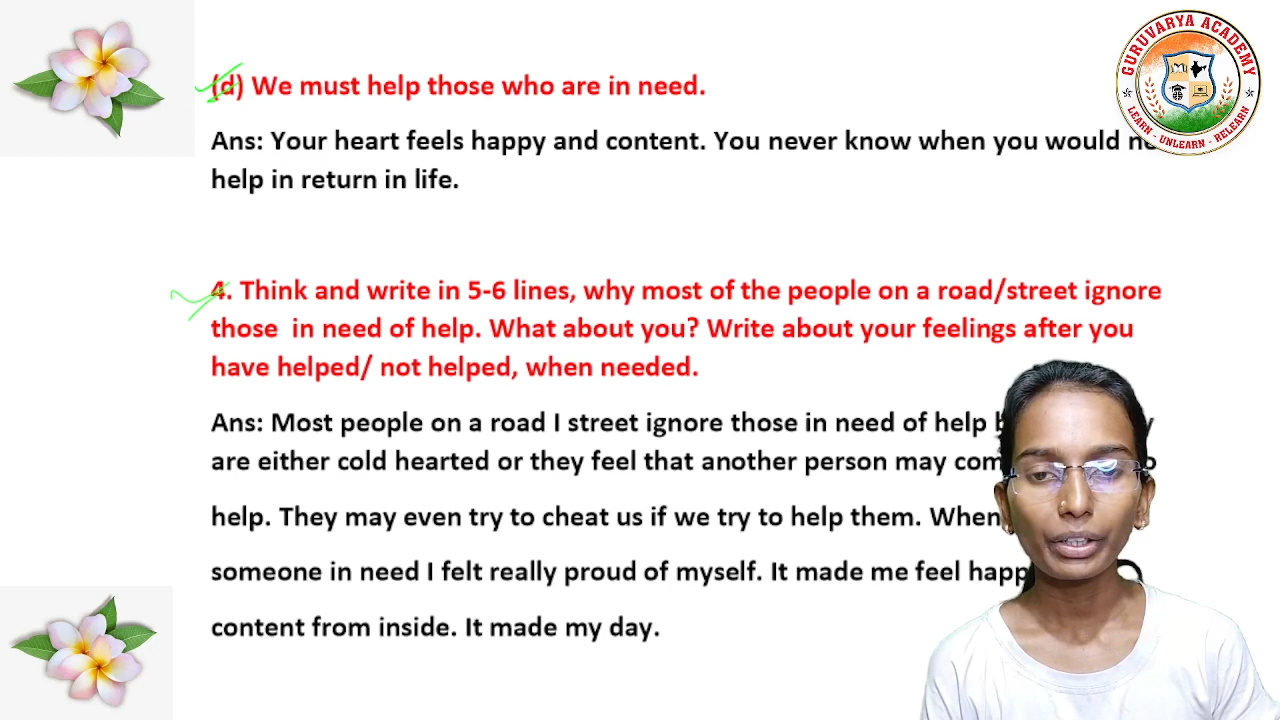 (d) We must help those who are in need.
Ans: Your heart feels happy and content. You never know when you would
help in return in life.
4. Think and write in 5-6 lines, why most of the people on a road/street ignore
those in need of help. What about you? Write about your feelings after you
have helped/ not helped, when needed.
Ans: Most people on a road I street ignore those in need of help
are either cold hearted or they feel that another person may
help. They may even try to cheat us if we try to help them. When
someone in need I felt really proud of myself. It made me feel
content from inside. It made my day.
GURUVARYA ACADEMY
LEARN - UNLEARN - RELEARN